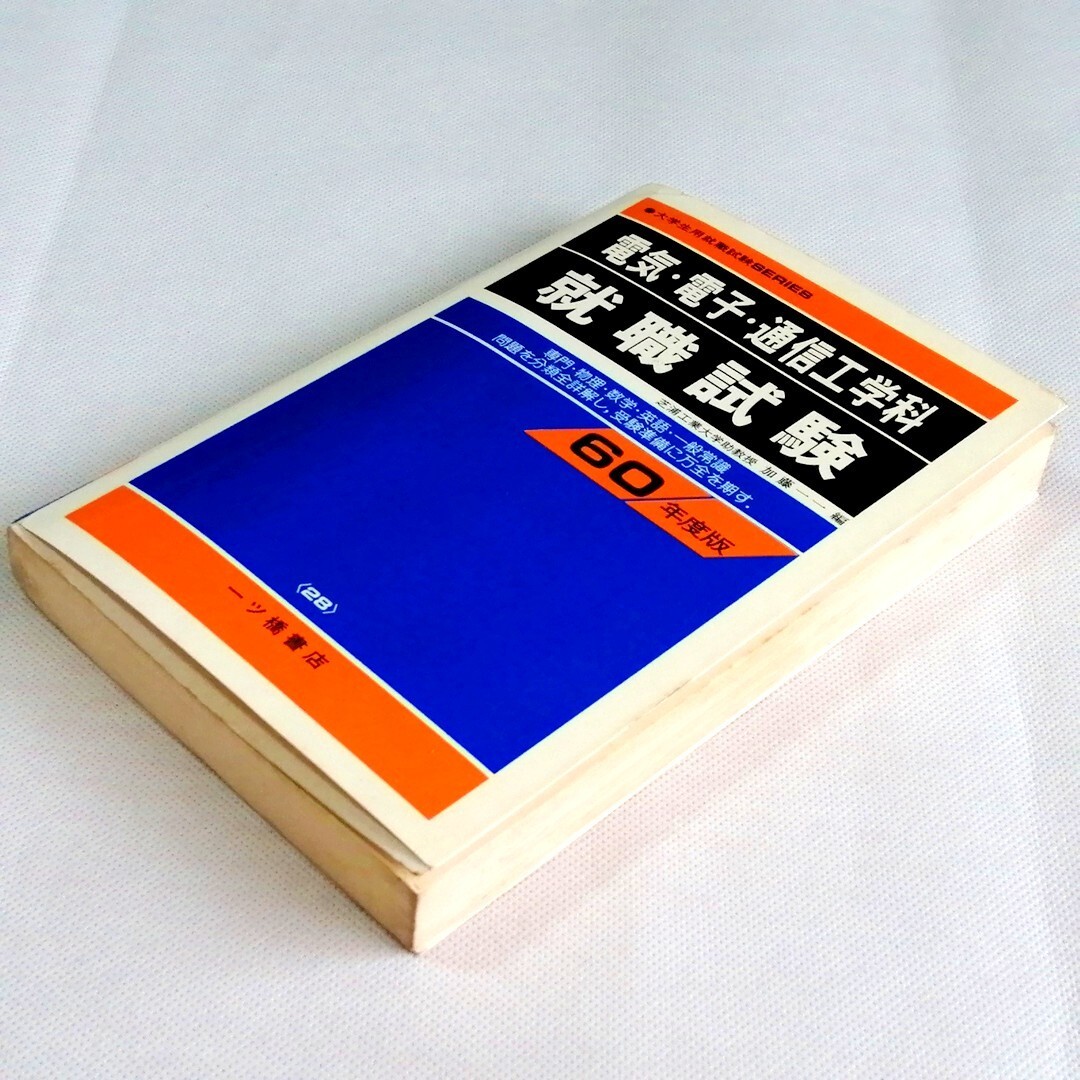 ●大学生用就職試験SERIES
電気・電子・通信工学科
就職試験
芝浦工業大学助教授 加藤一一編
専門・物理・数学・英語・一般常識
問題を分類全詳解し,受験準備に万全を期す.
60年度版
〈28〉
一ツ橋書店